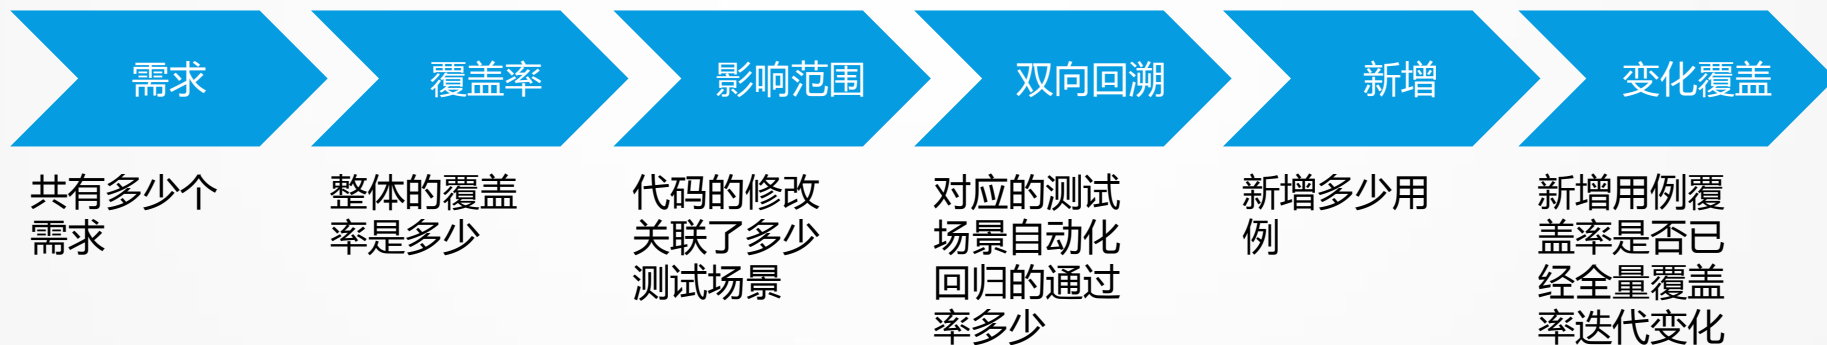 需求
覆盖率
影响范围
双向回溯
新增
变化覆盖
共有多少个
需求
整体的覆盖
率是多少
代码的修改
关联了多少
测试场景
对应的测试
场景自动化
回归的通过
率多少
新增多少用
例
新增用例覆
盖率是否已
经全量覆盖
率迭代变化